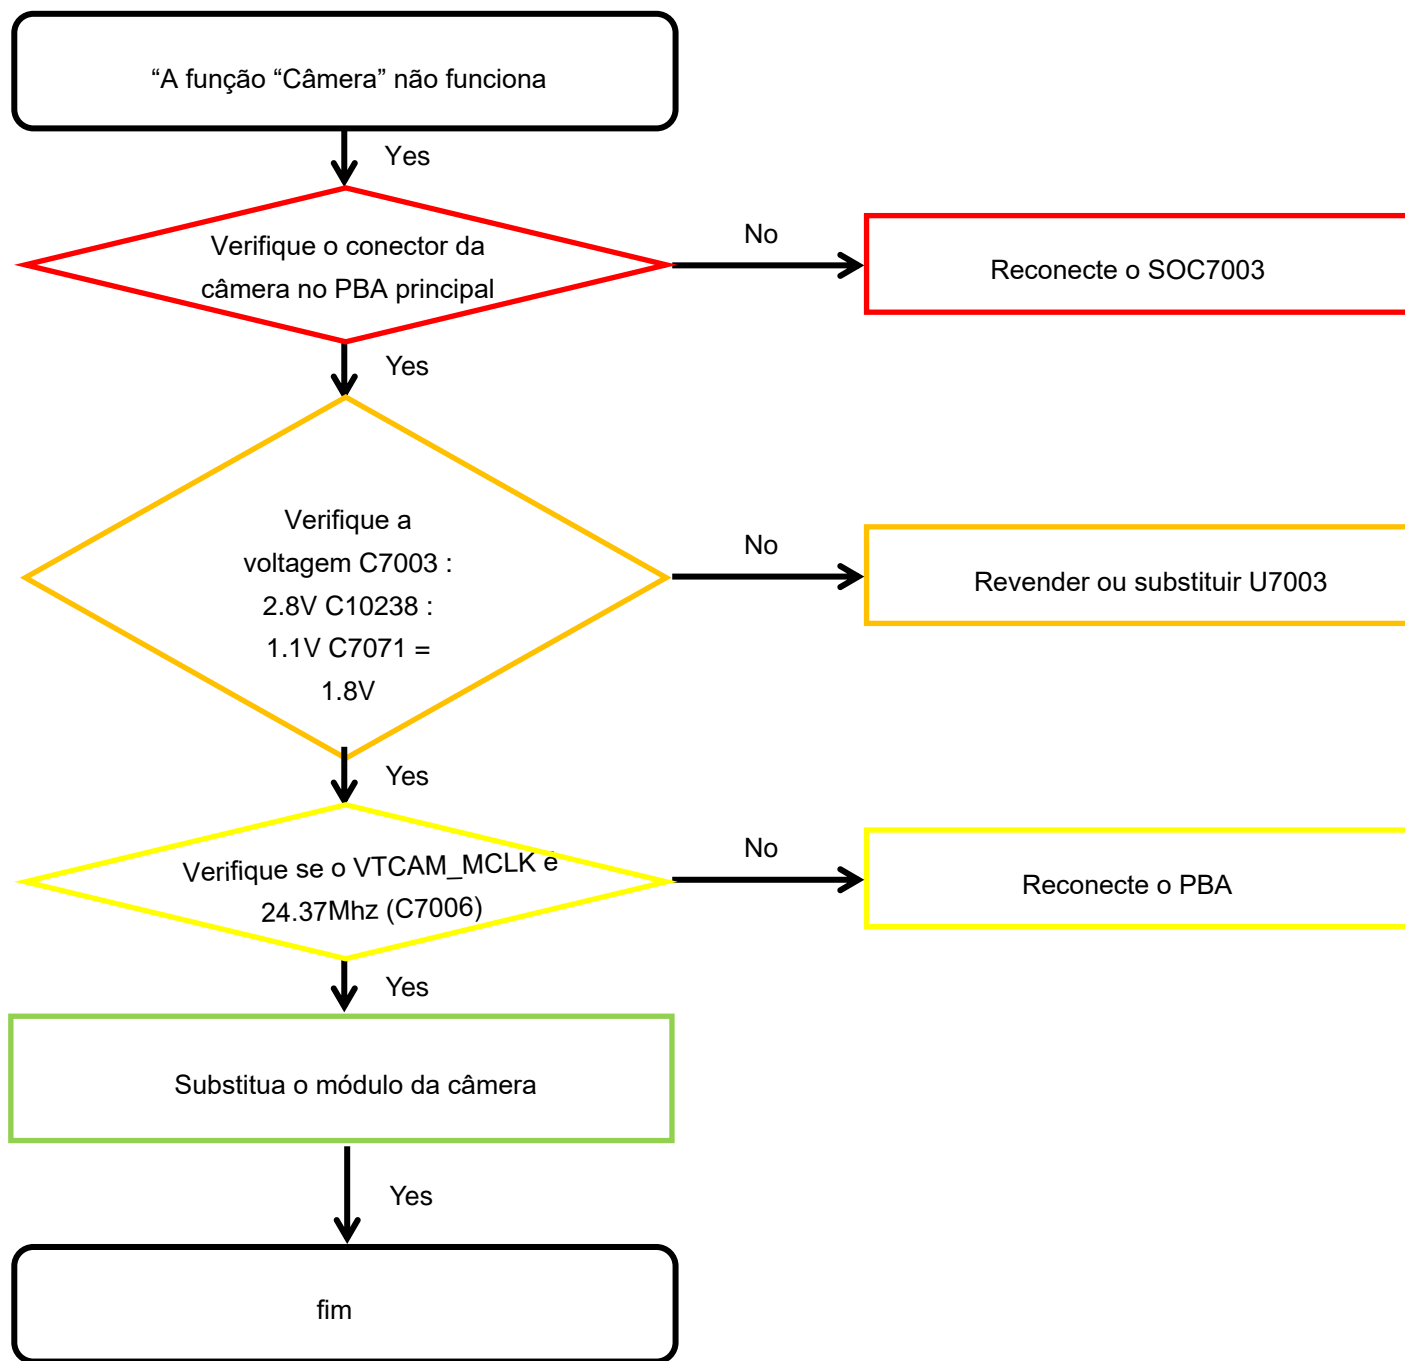 “A função “Câmera” não funciona
Yes
Verifique o conector da
câmera no PBA principal
No
Reconecte o SOC7003
Yes
Verifique a
voltagem C7003 :
2.8V C10238 :
1.1V C7071 =
1.8V
No
Revender ou substituir U7003
Yes
Verifique se o VTCAM_MCLK é
24.37Mhz (C7006)
No
Reconecte o PBA
Yes
Substitua o módulo da câmera
Yes
fim